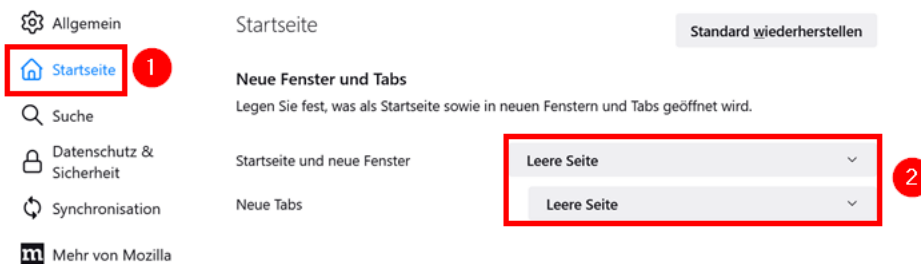 Allgemein
Startseite
1
Suche
Datenschutz &
Sicherheit
Synchronisation
m Mehr von Mozilla
Startseite
Standard wiederherstellen
Neue Fenster und Tabs
Legen Sie fest, was als Startseite sowie in neuen Fenstern und Tabs geöffnet wird.
Startseite und neue Fenster
Leere Seite
Neue Tabs
Leere Seite
2